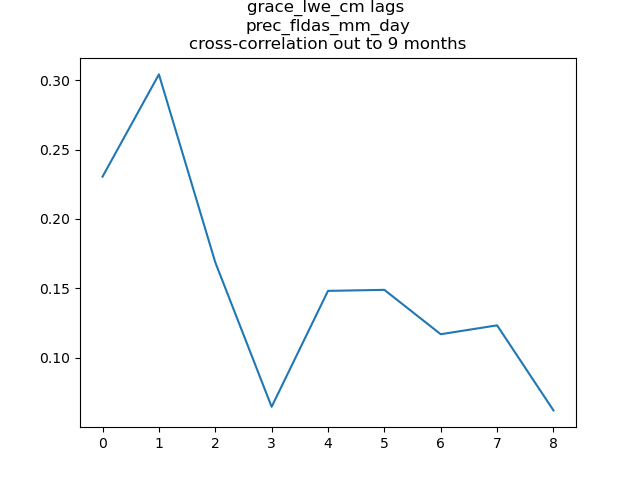 grace_lwe_cm lags
prec_fldas_mm_day
cross-correlation out to 9 months
0.30
0.25
0.20
0.15
0.10
0 1 2 3 4 5 6 7 8